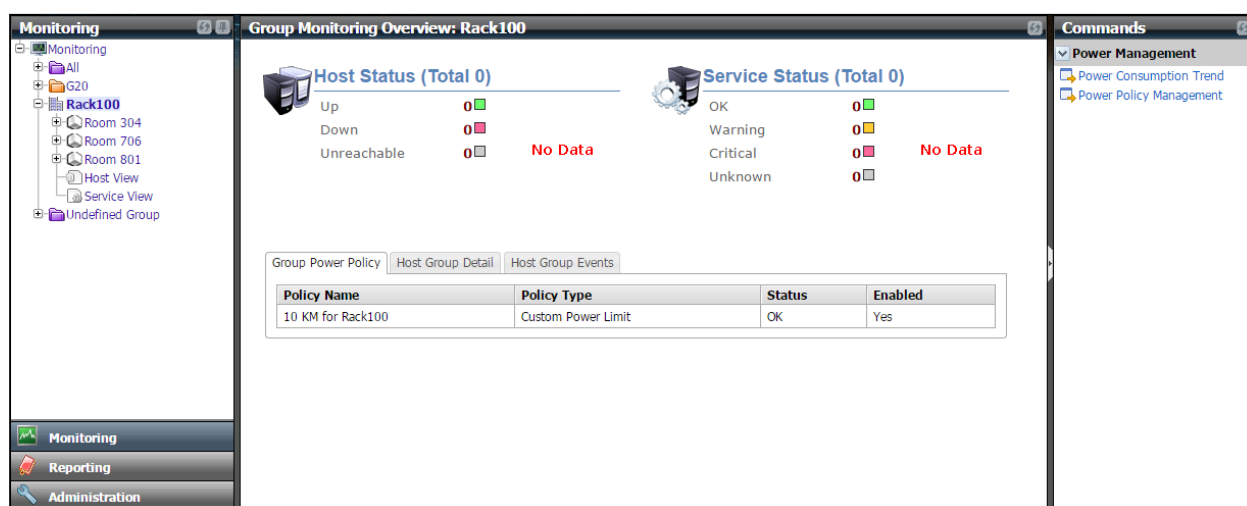 Monitoring
Monitoring
All
G20
Rack100
Room 304
Room 706
Room 801
Host View
Service View
Undefined Group
Monitoring
Reporting
Administration
Group Monitoring Overview: Rack100
Host Status (Total 0)
Up 0
Down 0
Unreachable 0
No Data
Service Status (Total 0)
OK 0
Warning 0
Critical 0
Unknown 0
No Data
Group Power Policy Host Group Detail Host Group Events
Policy Name Policy Type Status Enabled
10 KM for Rack100 Custom Power Limit OK Yes
Commands
Power Management
Power Consumption Trend
Power Policy Management